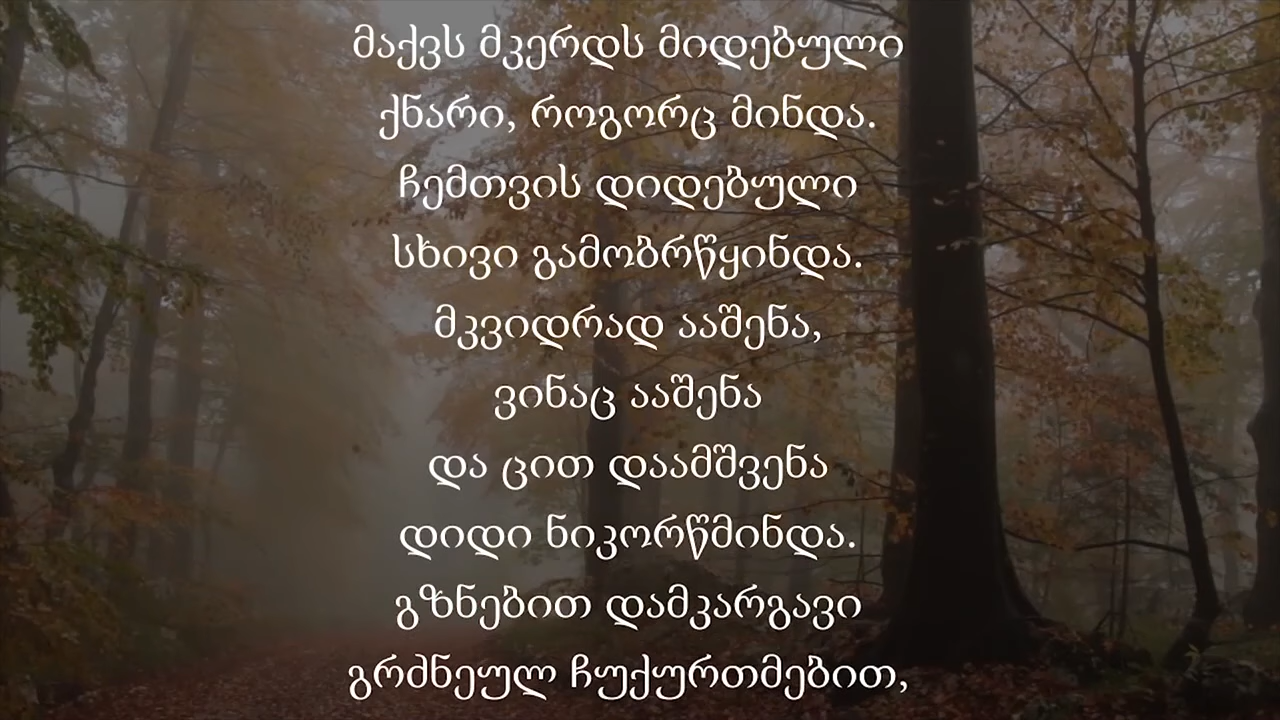 მაქვს მკერდს მიდებული
ქნარი, როგორც მინდა.
ჩემთვის დიდებული
სხივი გამობრწყინდა.
მკვიდრად ააშენა,
ვინაც ააშენა
და ცით დაამშვენა
დიდი ნიკორწმინდა.
გზნებით დამკარგავი
გრძნეულ ჩუქურთმებით,